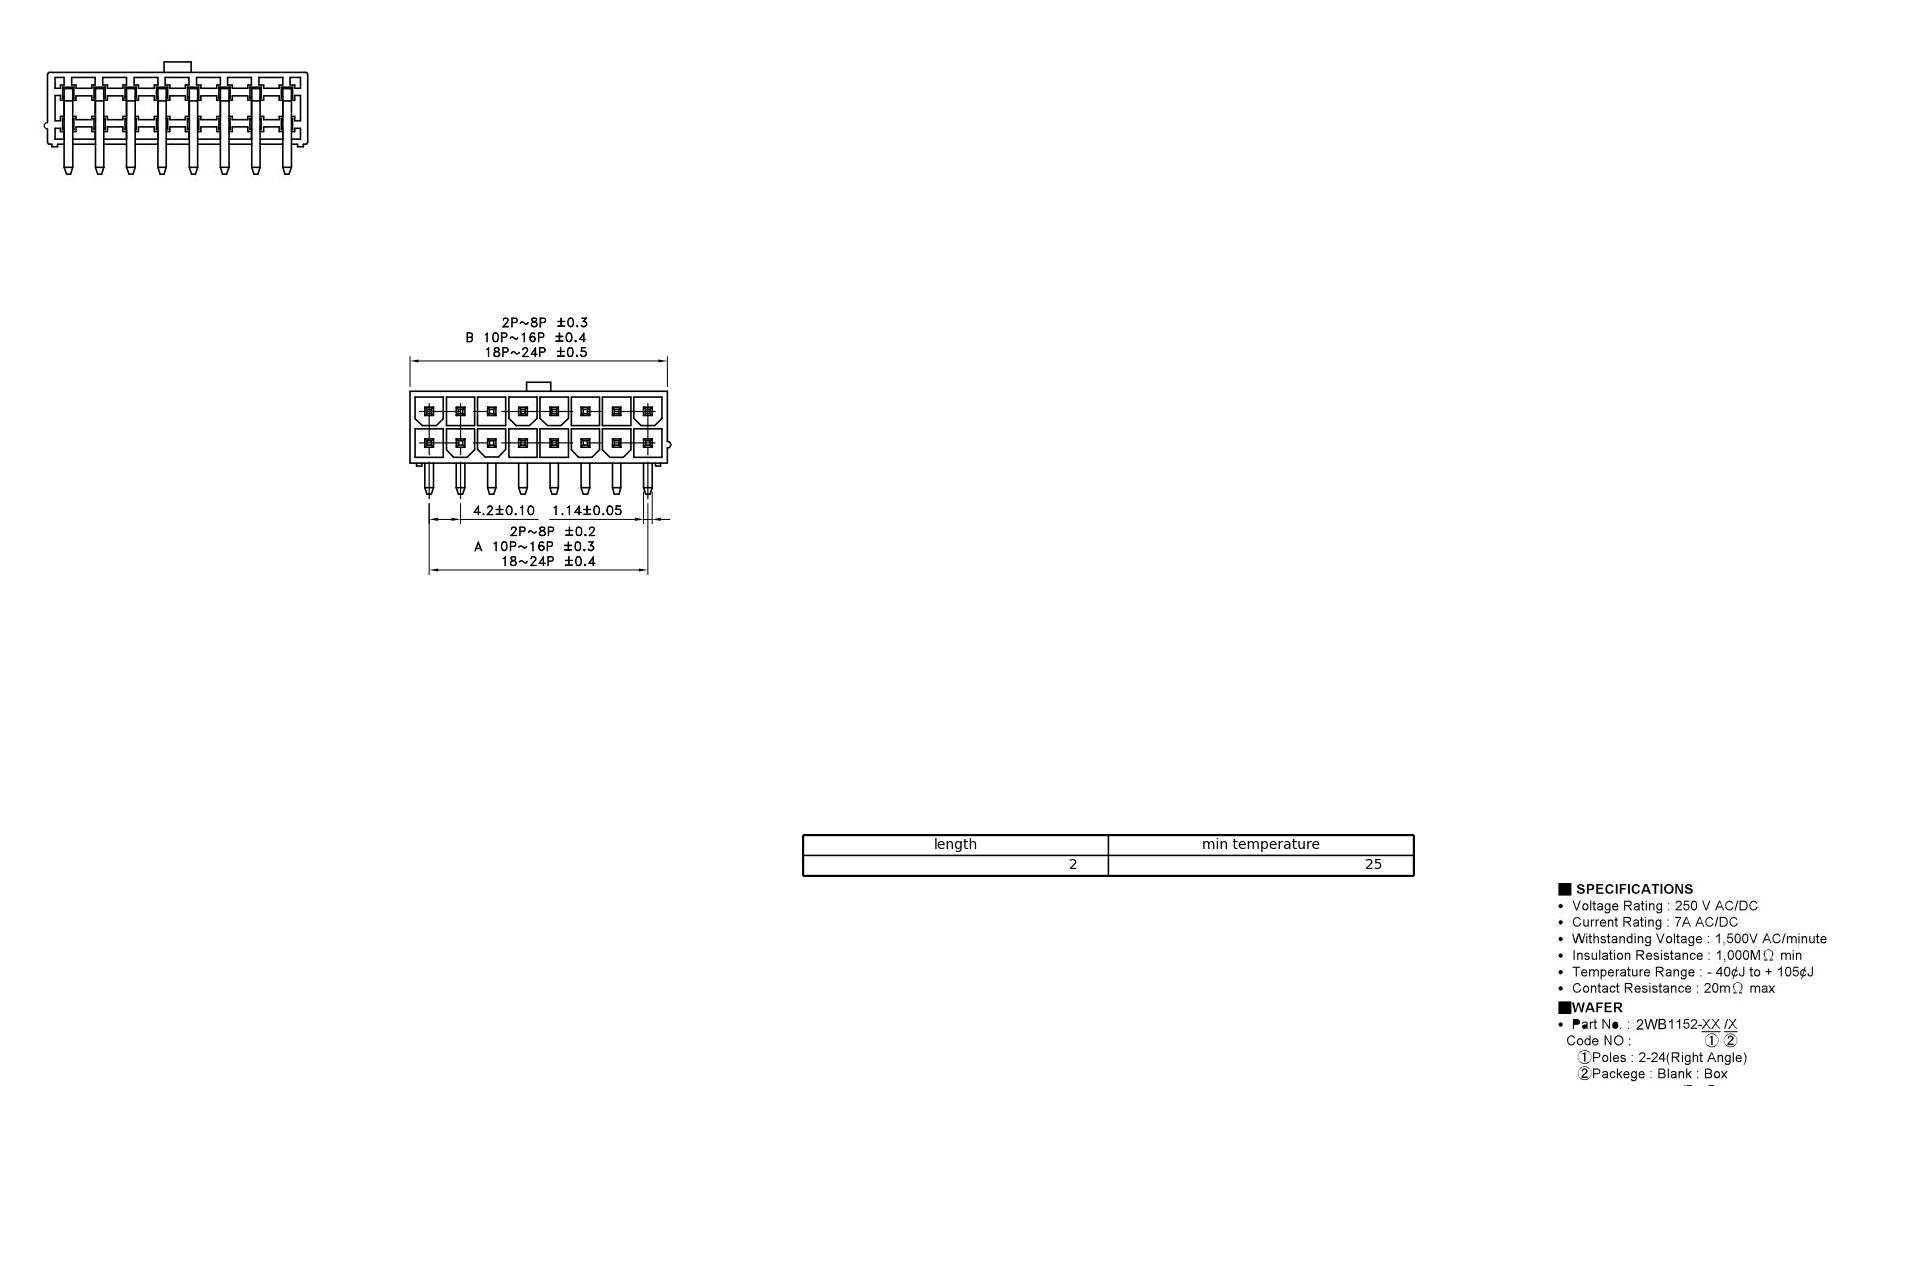 2P~8P ±0.3
B 10P~16P ±0.4
18P~24P ±0.5
4.2±0.10 1.14±0.05
2P~8P ±0.2
A 10P~16P ±0.3
18~24P ±0.4
length min temperature
2 25
■ SPECIFICATIONS
• Voltage Rating : 250 V AC/DC
• Current Rating : 7A AC/DC
• Withstanding Voltage : 1,500V AC/minute
• Insulation Resistance : 1,000MΩ min
• Temperature Range : - 40¢J to + 105¢J
• Contact Resistance : 20mΩ max
■WAFER
• Part No. : 2WB1152-XX /X
Code NO : ① ②
①Poles : 2-24(Right Angle)
②Packege : Blank : Box